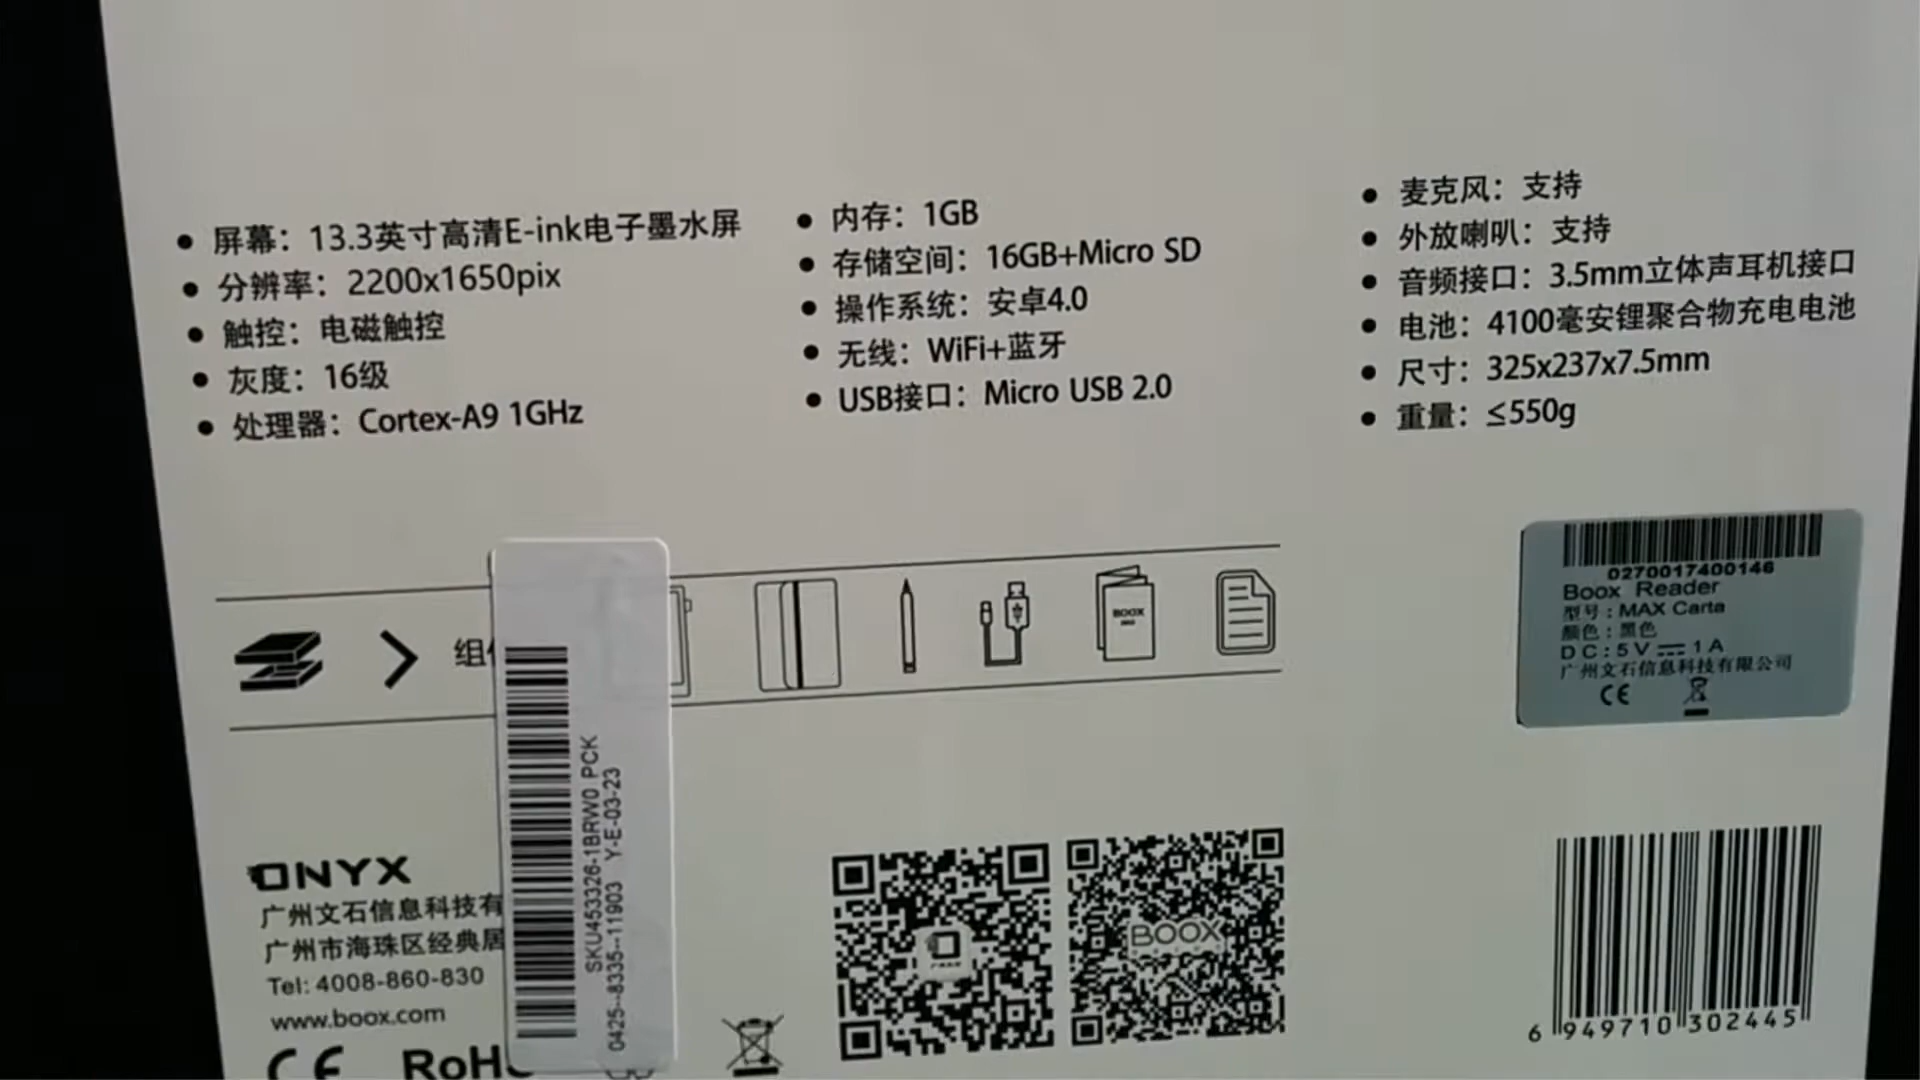 屏幕：13.3英寸高清E-ink电子墨水屏
分辨率：2200x1650pix
触控：电磁触控
灰度：16级
处理器：Cortex-A9 1GHz
内存：1GB
存储空间：16GB+Micro SD
操作系统：安卓4.0
无线：WiFi+蓝牙
USB接口：Micro USB 2.0
麦克风：支持
外放喇叭：支持
音频接口：3.5mm立体声耳机接口
电池：4100毫安锂聚合物充电电池
尺寸：325x237x7.5mm
重量：≤550g
组
BOOX
0270017400146
Boox Reader
型号：MAX Carta
颜色：黑色
DC：5V⎓1A
广州文石信息科技有限公司
CE
SKU453326-1BRW0 PCK
0425--8335--11903 Y-E-03-23
ONYX
广州文石信息科技有
广州市海珠区经典居
Tel: 4008-860-830
www.boox.com
CE RoH
BOOX
6 949710 302445